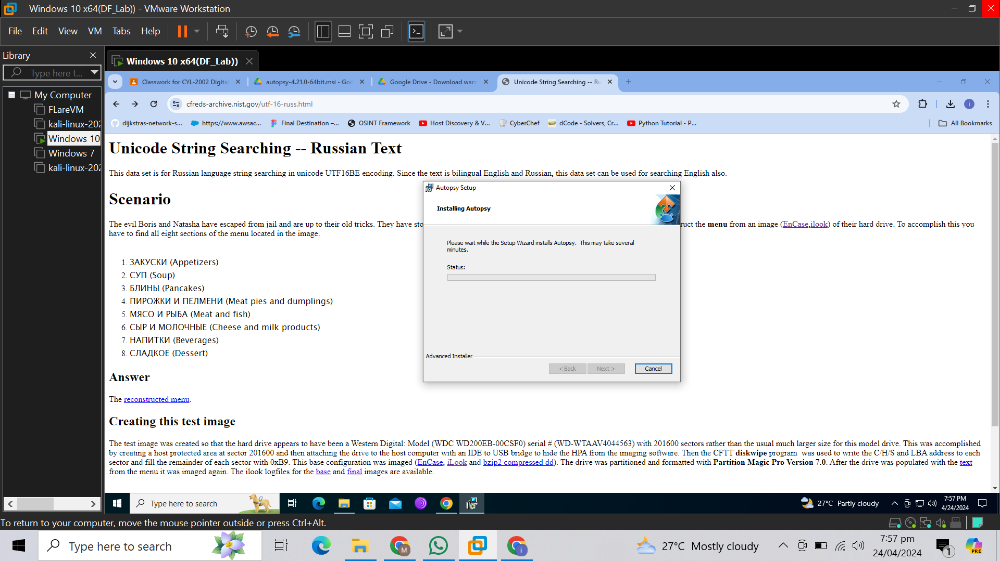 Windows 10 x64(DF_Lab)) - VMware Workstation
File Edit View VM Tabs Help
Library
Type here t...
My Computer
FLareVM
kali-linux-202
Windows 10
Windows 7
kali-linux-202
Windows 10 x64(DF_Lab))
Classwork for CYL-2002 Digita
autopsy-4.21.0-64bit.msi - Goo
Google Drive - Download warn
Unicode String Searching -- Ru
cfreds-archive.nist.gov/utf-16-russ.html
dijkstras-network-s...
https://www.awsac...
Final Destination –...
OSINT Framework
Host Discovery & V...
CyberChef
dCode - Solvers, Cr...
Python Tutorial - P...
All Bookmarks
Unicode String Searching -- Russian Text
This data set is for Russian language string searching in unicode UTF16BE encoding. Since the text is bilingual English and Russian, this data set can be used for searching English also.
Scenario
The evil Boris and Natasha have escaped from jail and are up to their old tricks. They have sto
ruct the menu from an image (EnCase,ilook) of their hard drive. To accomplish this you
have to find all eight sections of the menu located in the image.
1. ЗАКУСКИ (Appetizers)
2. СУП (Soup)
3. БЛИНЫ (Pancakes)
4. ПИРОЖКИ И ПЕЛМЕНИ (Meat pies and dumplings)
5. МЯСО И РЫБА (Meat and fish)
6. СЫР И МОЛОЧНЫЕ (Cheese and milk products)
7. НАПИТКИ (Beverages)
8. СЛАДКОЕ (Dessert)
Autopsy Setup
Installing Autopsy
Please wait while the Setup Wizard installs Autopsy. This may take several
minutes.
Status:
Advanced Installer
< Back
Next >
Cancel
Answer
The reconstructed menu.
Creating this test image
The test image was created so that the hard drive appears to have been a Western Digital: Model (WDC WD200EB-00CSF0) serial # (WD-WTAAV4044563) with 201600 sectors rather than the usual much larger size for this model drive. This was accomplished
by creating a host protected area at sector 201600 and then attaching the drive to the host computer with an IDE to USB bridge to hide the HPA from the imaging software. Then the CFTT diskwipe program was used to write the C/H/S and LBA address to each
sector and fill the remainder of each sector with 0xB9. This base configuration was imaged (EnCase, iLook and bzip2 compressed dd). The drive was partitioned and formatted with Partition Magic Pro Version 7.0. After the drive was populated with the text
from the menu it was imaged again. The ilook logfiles for the base and final images are available.
Type here to search
27°C Partly cloudy
7:57 PM
4/24/2024
To return to your computer, move the mouse pointer outside or press Ctrl+Alt.
Type here to search
M
i
27°C Mostly cloudy
7:57 pm
24/04/2024
1
PRE